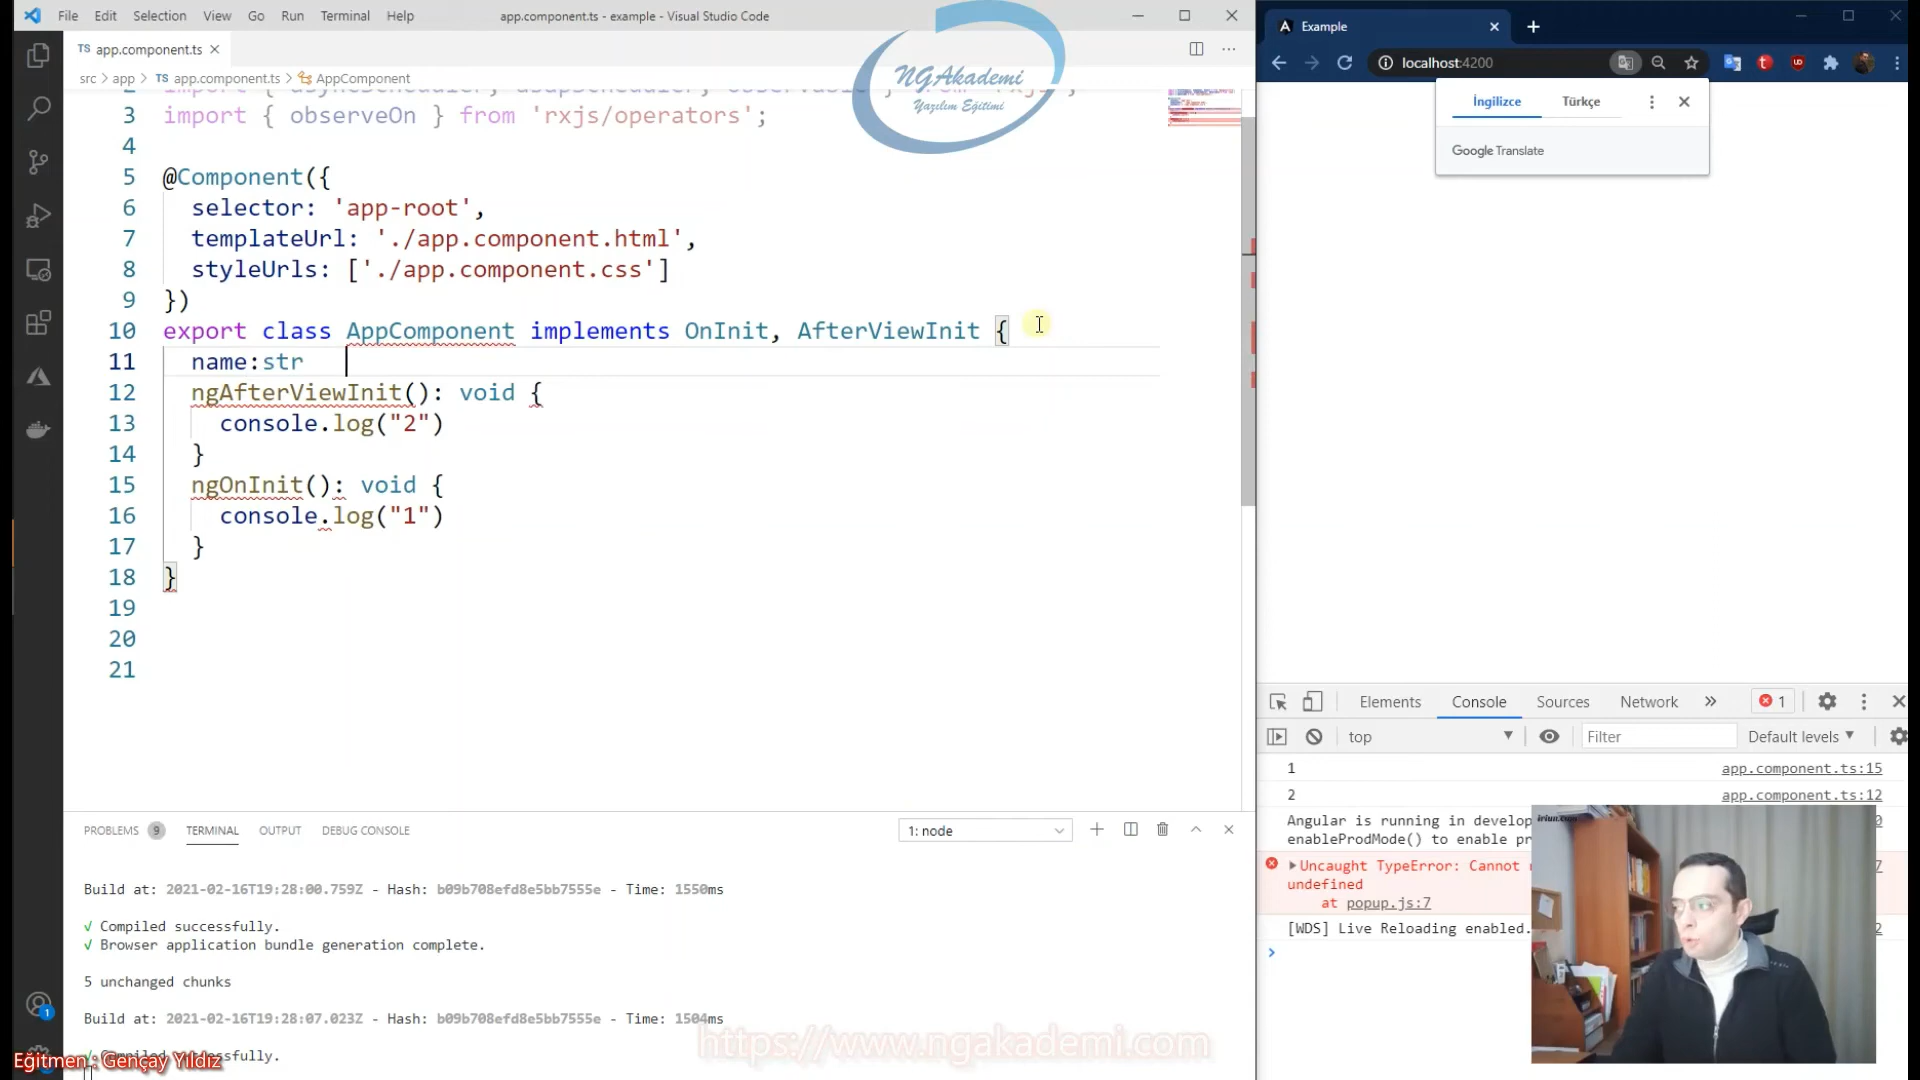 File Edit Selection View Go Run Terminal Help
app.component.ts - example - Visual Studio Code
TS app.component.ts
src > app > TS app.component.ts > AppComponent
NGAkademi
Yazılım Eğitimi
3 import { observeOn } from 'rxjs/operators';
4
5 @Component({
6 selector: 'app-root',
7 templateUrl: './app.component.html',
8 styleUrls: ['./app.component.css']
9 })
10 export class AppComponent implements OnInit, AfterViewInit {
11 name:str
12 ngAfterViewInit(): void {
13 console.log("2")
14 }
15 ngOnInit(): void {
16 console.log("1")
17 }
18 }
19
20
21
PROBLEMS 9 TERMINAL OUTPUT DEBUG CONSOLE
1: node
Build at: 2021-02-16T19:28:00.759Z - Hash: b09b708efd8e5bb7555e - Time: 1550ms
√ Compiled successfully.
√ Browser application bundle generation complete.
5 unchanged chunks
Build at: 2021-02-16T19:28:07.023Z - Hash: b09b708efd8e5bb7555e - Time: 1504ms
Eğitmen : Gençay Yıldız
https://www.ngakademi.com
1
Example
localhost:4200
İngilizce Türkçe
Google Translate
Elements Console Sources Network 1
top Filter Default levels
1 app.component.ts:15
2 app.component.ts:12
Angular is running in develop
enableProdMode() to enable pr
Uncaught TypeError: Cannot
undefined
at popup.js:7
[WDS] Live Reloading enabled.
iriun.com